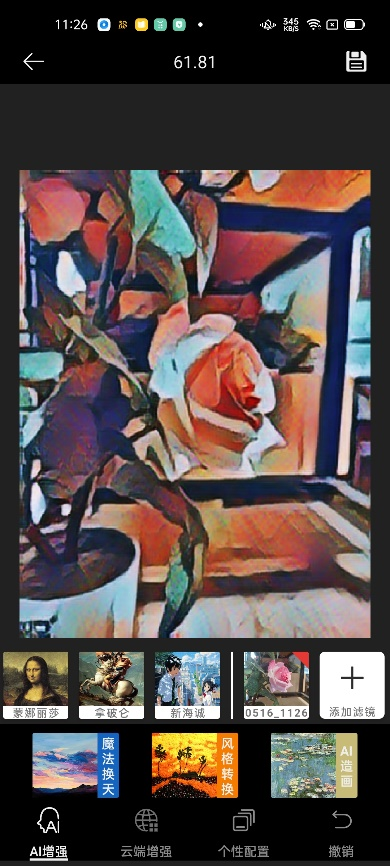 11:26
345
KB/S
61.81
蒙娜丽莎
拿破仑
新海诚
0516_1126
添加滤镜
魔法换天
风格转换
AI造画
AI增强
云端增强
个性配置
撤销